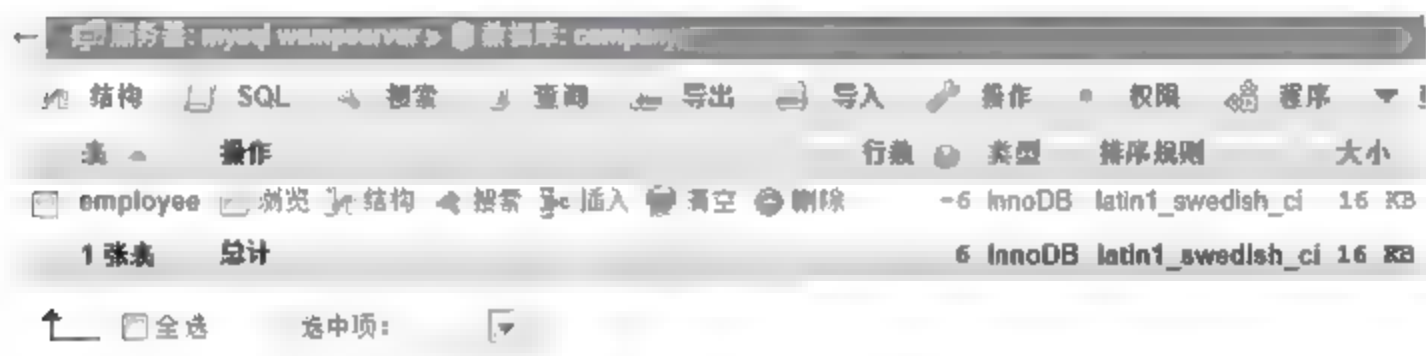 服务器: mysql wampserver » 数据库: company
结构 SQL 搜索 查询 导出 导入 操作 权限 程序
表 操作 行数 类型 排序规则 大小
employee 浏览 结构 搜索 插入 清空 删除 ~6 InnoDB latin1_swedish_ci 16 KB
1 张表 总计 6 InnoDB latin1_swedish_ci 16 KB
全选 选中项: